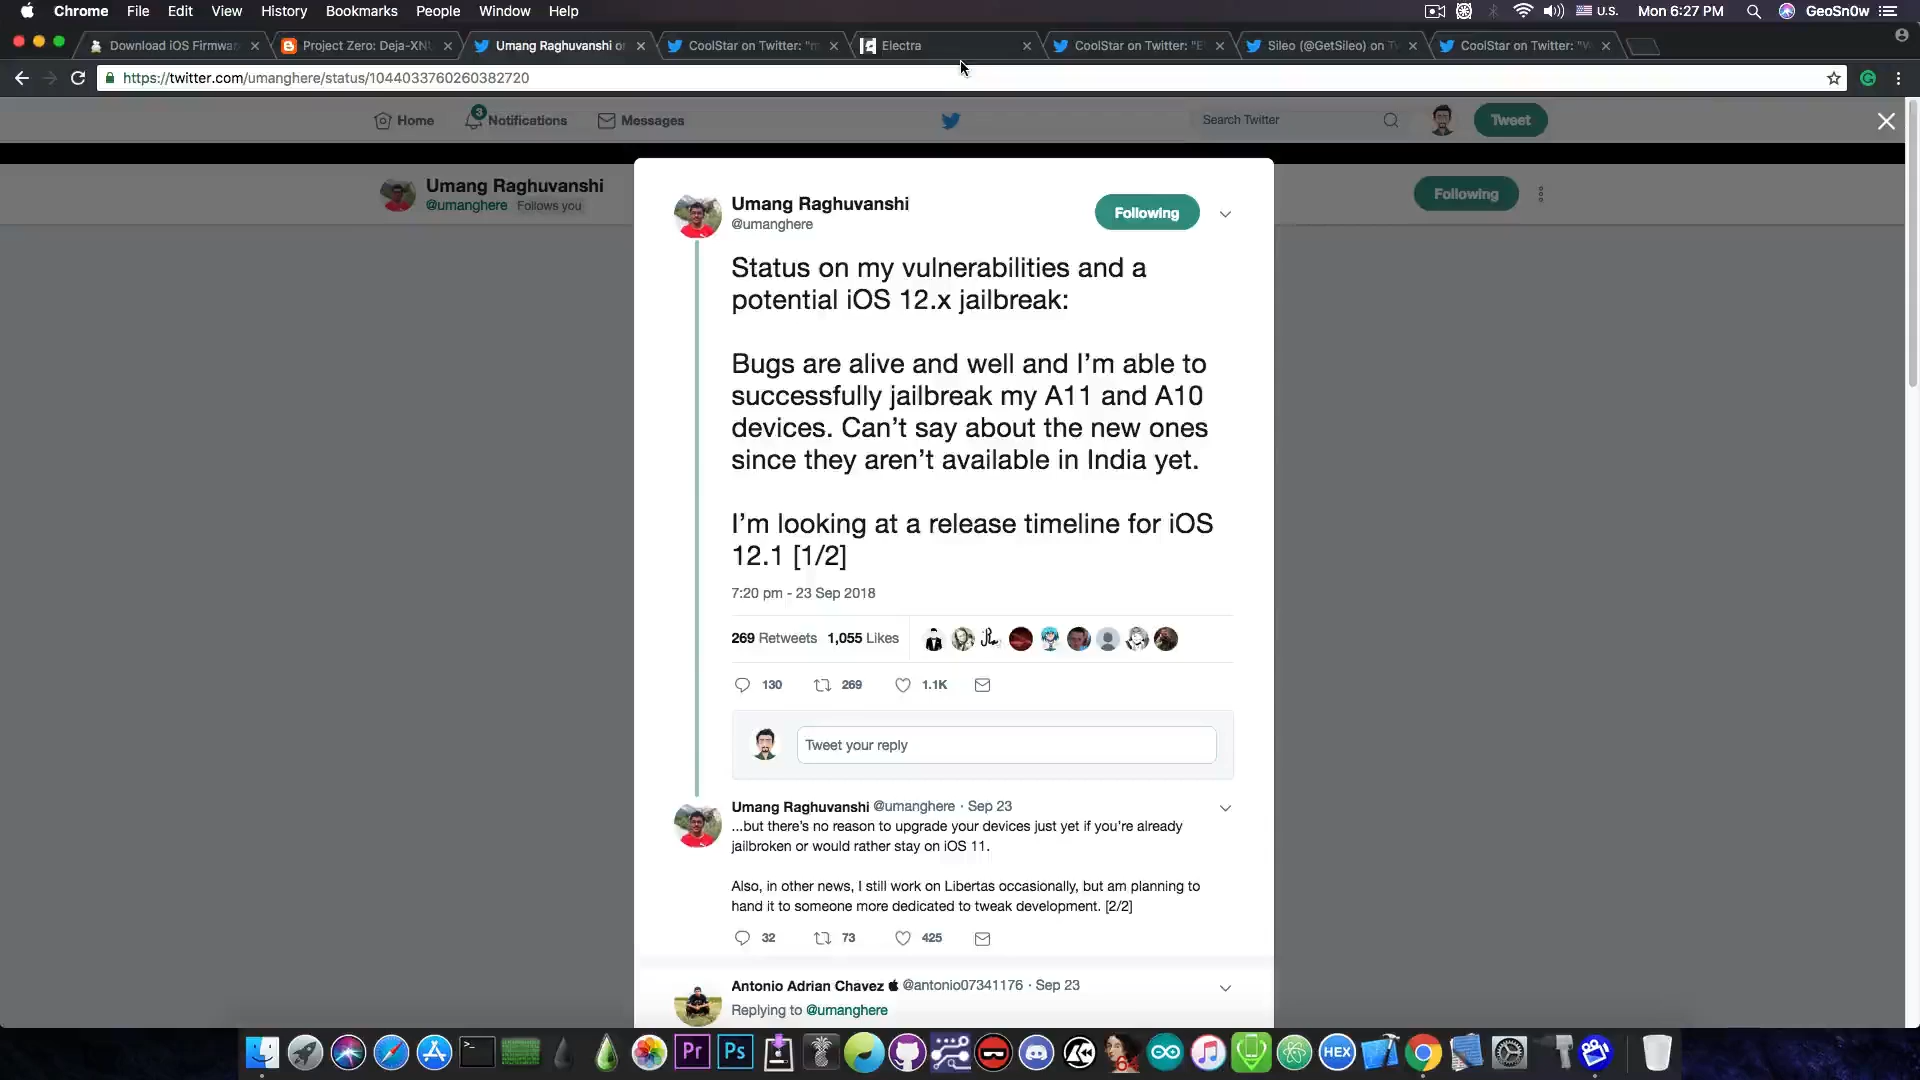 Chrome File Edit View History Bookmarks People Window Help U.S. Mon 6:27 PM GeoSn0w
Download iOS Firmwar Project Zero: Deja-XN Umang Raghuvanshi o CoolStar on Twitter: "m Electra CoolStar on Twitter: "E Sileo (@GetSileo) on Tw CoolStar on Twitter: "W
https://twitter.com/umanghere/status/1044033760260382720
Home 3 Notifications Messages Search Twitter Tweet
Umang Raghuvanshi
@umanghere Follows you
Following
Umang Raghuvanshi
@umanghere
Following
Status on my vulnerabilities and a
potential iOS 12.x jailbreak:
Bugs are alive and well and I'm able to
successfully jailbreak my A11 and A10
devices. Can't say about the new ones
since they aren't available in India yet.
I'm looking at a release timeline for iOS
12.1 [1/2]
7:20 pm - 23 Sep 2018
269 Retweets 1,055 Likes
130 269 1.1K
Tweet your reply
Umang Raghuvanshi @umanghere · Sep 23
...but there's no reason to upgrade your devices just yet if you're already
jailbroken or would rather stay on iOS 11.
Also, in other news, I still work on Libertas occasionally, but am planning to
hand it to someone more dedicated to tweak development. [2/2]
32 73 425
Antonio Adrian Chavez @antonio07341176 · Sep 23
Replying to @umanghere
Pr Ps 6 HEX